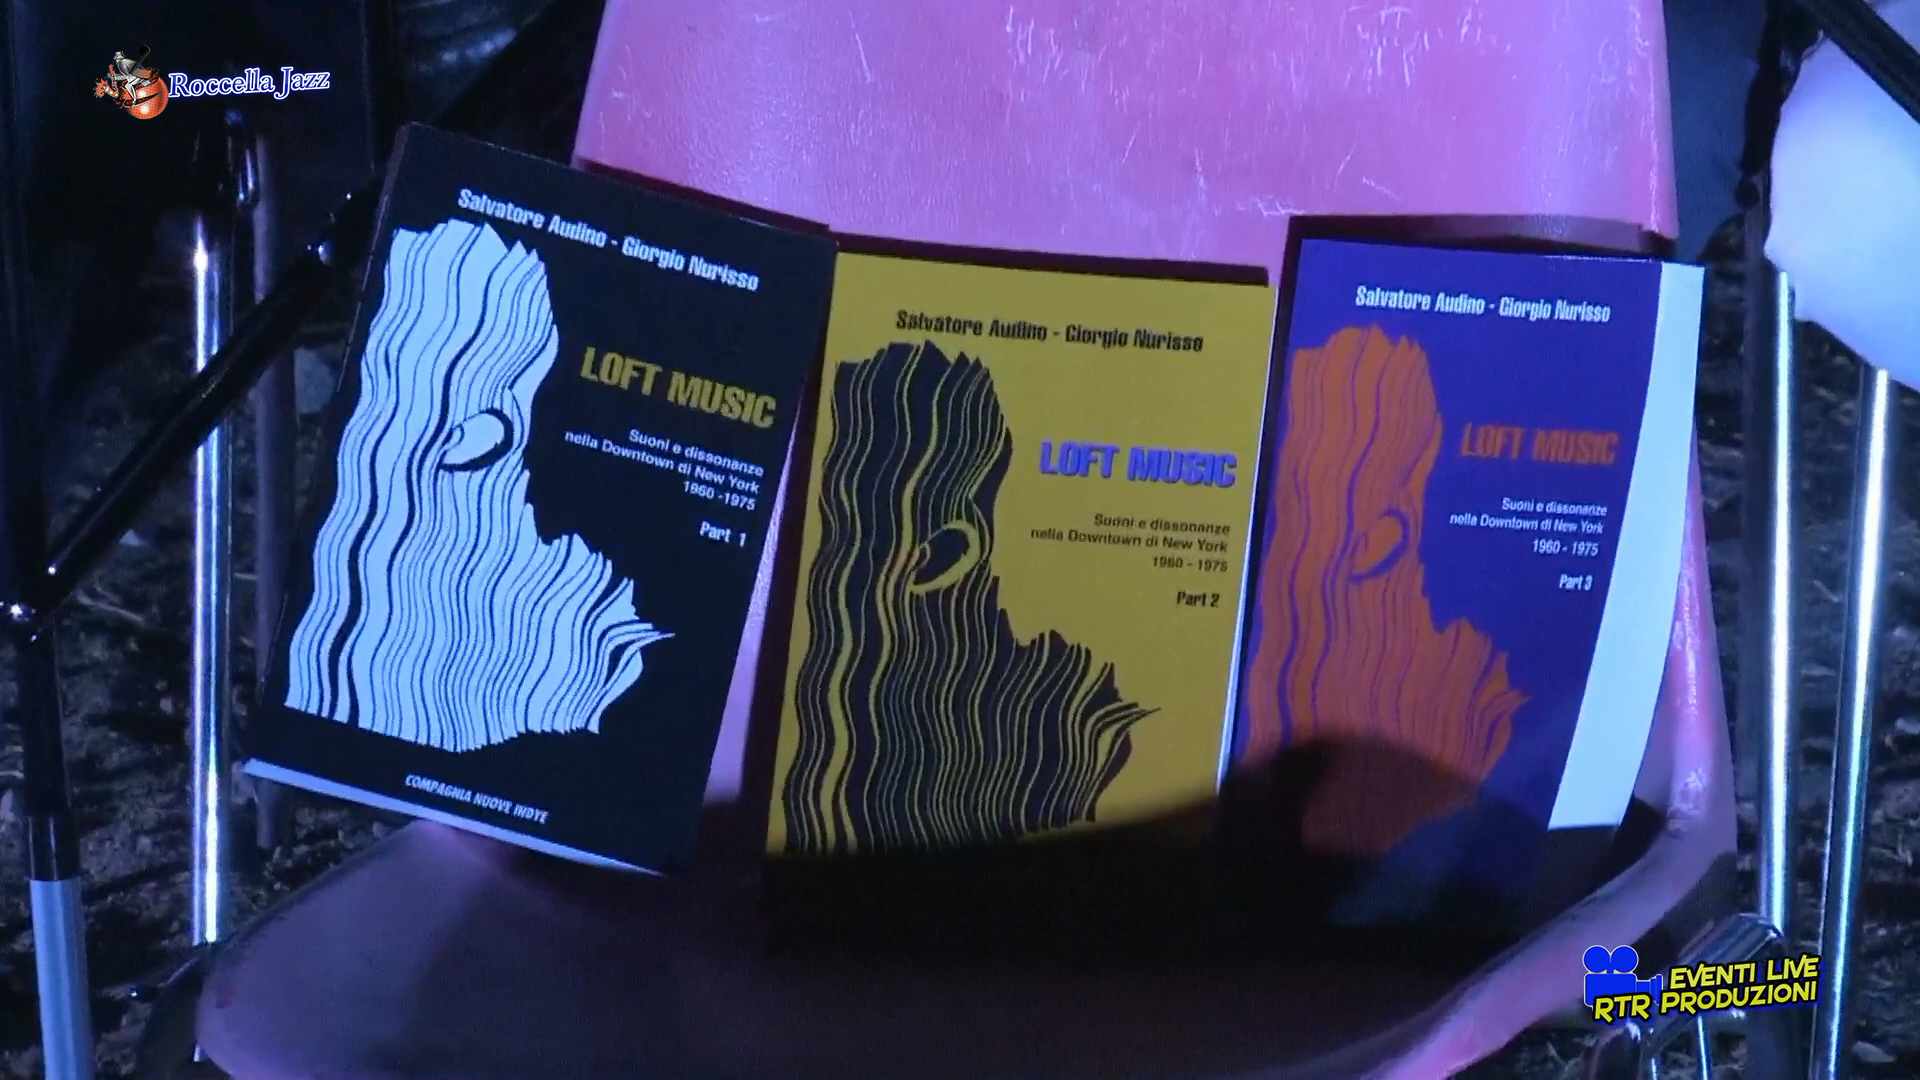 Roccella Jazz
Salvatore Audino - Giorgio Nurisso
LOFT MUSIC
Suoni e dissonanze
nella Downtown di New York
1960 - 1975
Part 1
COMPAGNIA NUOVE INDYE
Salvatore Audino - Giorgio Nurisso
LOFT MUSIC
Suoni e dissonanze
nella Downtown di New York
1960 - 1975
Part 2
Salvatore Audino - Giorgio Nurisso
LOFT MUSIC
Suoni e dissonanze
nella Downtown di New York
1960 - 1975
Part 3
EVENTI LIVE
RTR PRODUZIONI